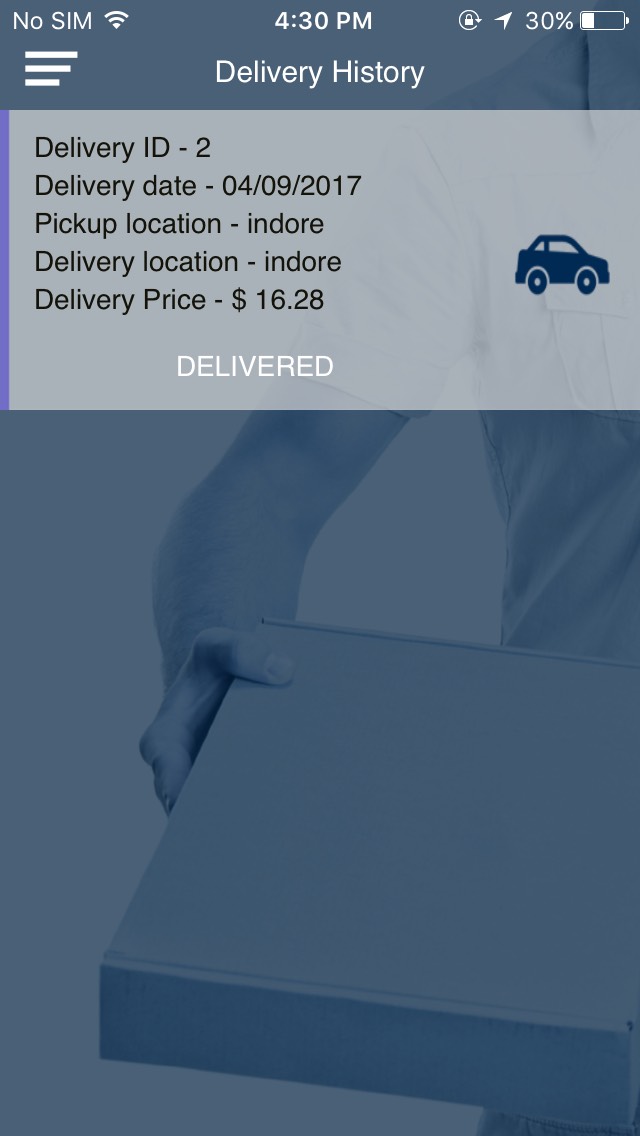 No SIM 4:30 PM 30%
Delivery History
Delivery ID - 2
Delivery date - 04/09/2017
Pickup location - indore
Delivery location - indore
Delivery Price - $ 16.28
DELIVERED